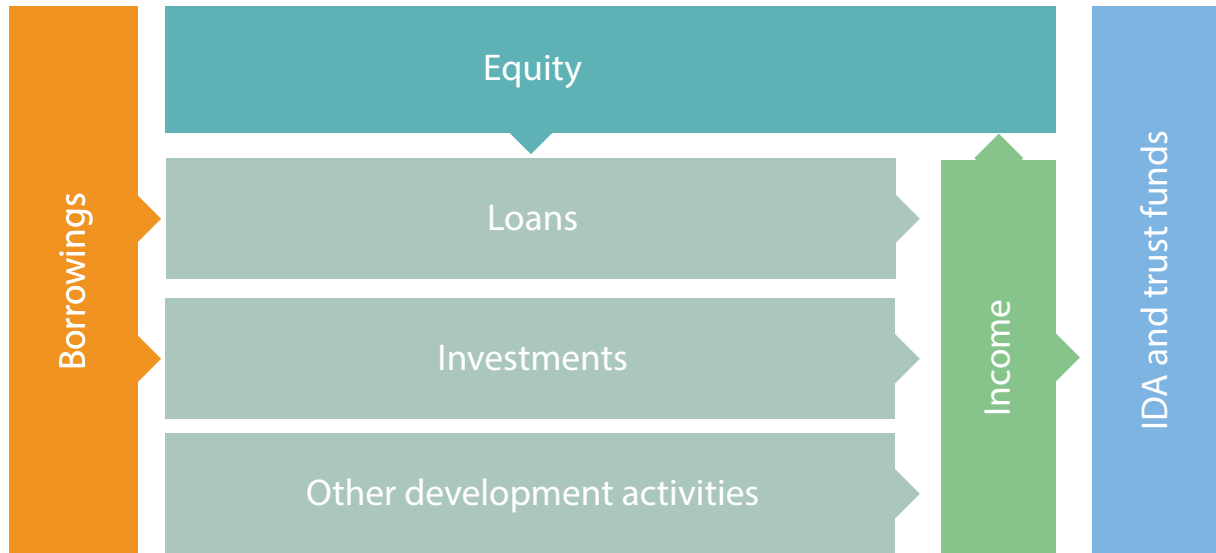 Borrowings
Equity
Loans
Investments
Other development activities
Income
IDA and trust funds